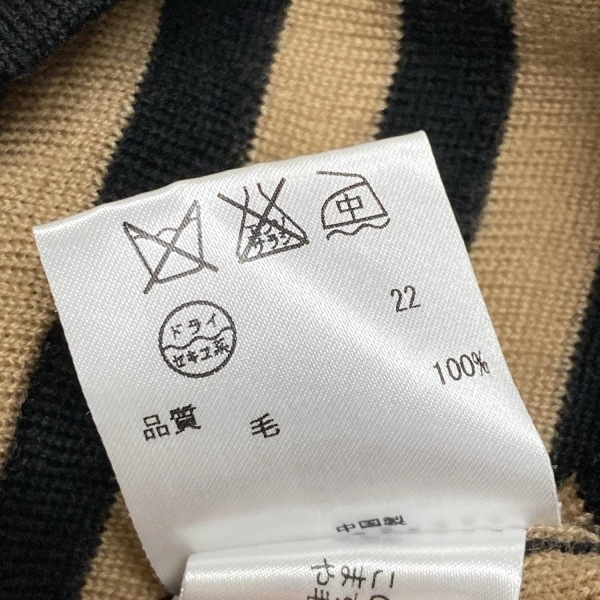 エンソ
サラシ
中
ドライ
セキユ系
22
品質 毛 100%
中国製